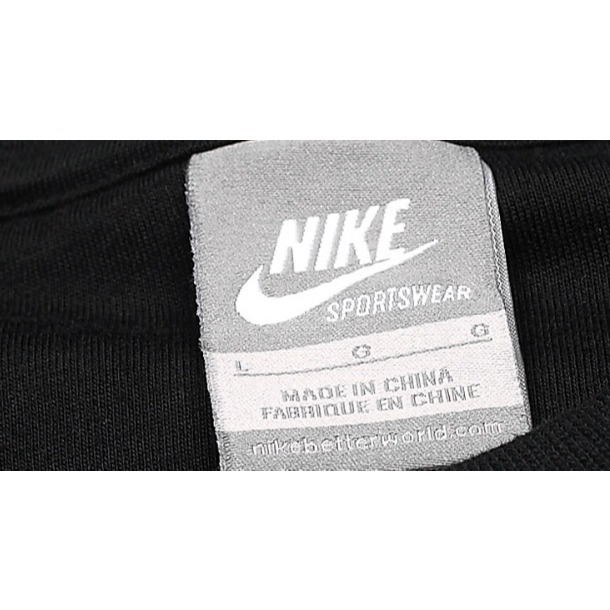 NIKE
SPORTSWEAR
L G G
MADE IN CHINA
FABRIQUE EN CHINE
nikebetterworld.com